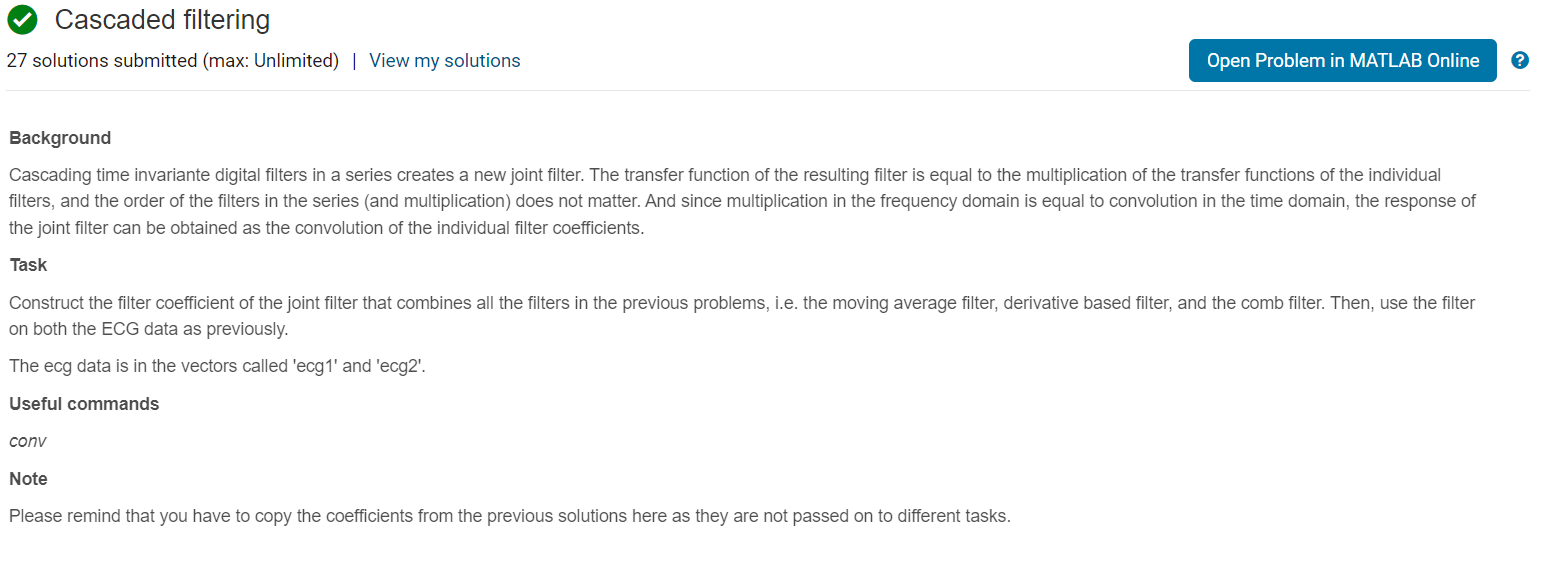 Cascaded filtering
27 solutions submitted (max: Unlimited) | View my solutions
Open Problem in MATLAB Online
?
Background
Cascading time invariante digital filters in a series creates a new joint filter. The transfer function of the resulting filter is equal to the multiplication of the transfer functions of the individual
filters, and the order of the filters in the series (and multiplication) does not matter. And since multiplication in the frequency domain is equal to convolution in the time domain, the response of
the joint filter can be obtained as the convolution of the individual filter coefficients.
Task
Construct the filter coefficient of the joint filter that combines all the filters in the previous problems, i.e. the moving average filter, derivative based filter, and the comb filter. Then, use the filter
on both the ECG data as previously.
The ecg data is in the vectors called 'ecg1' and 'ecg2'.
Useful commands
conv
Note
Please remind that you have to copy the coefficients from the previous solutions here as they are not passed on to different tasks.